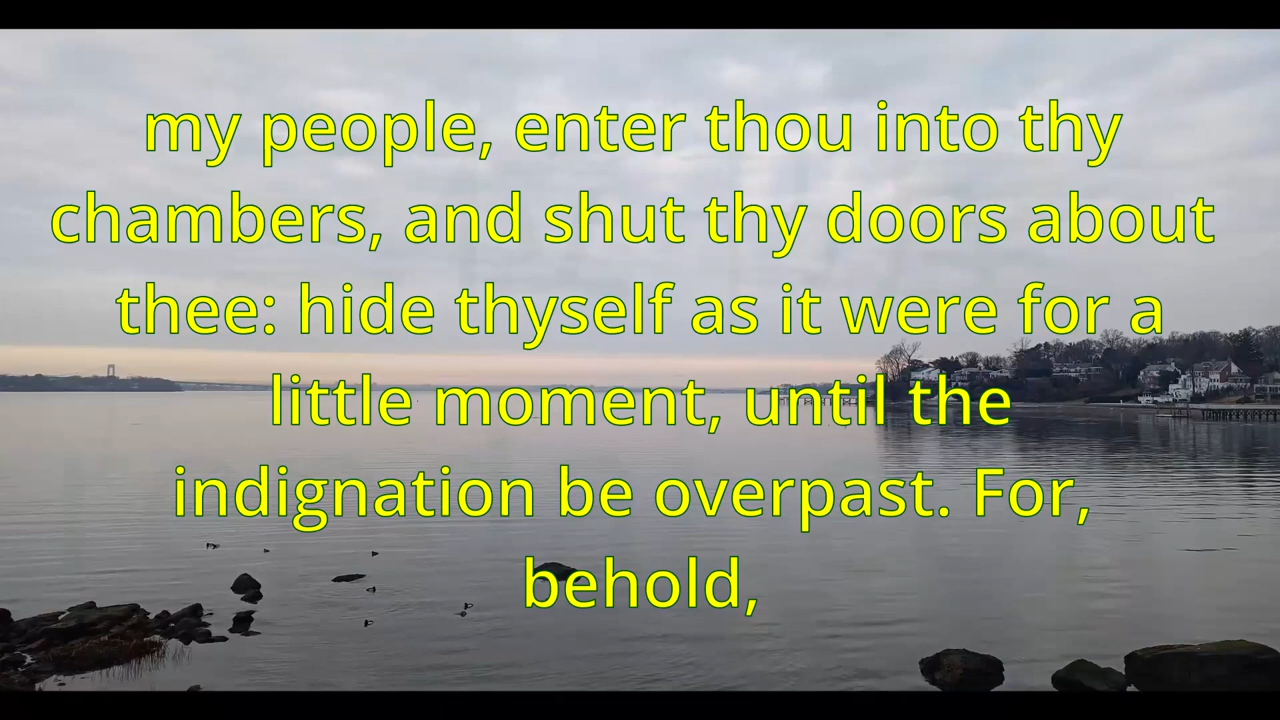 my people, enter thou into thy
chambers, and shut thy doors about
thee: hide thyself as it were for a
little moment, until the
indignation be overpast. For,
behold,